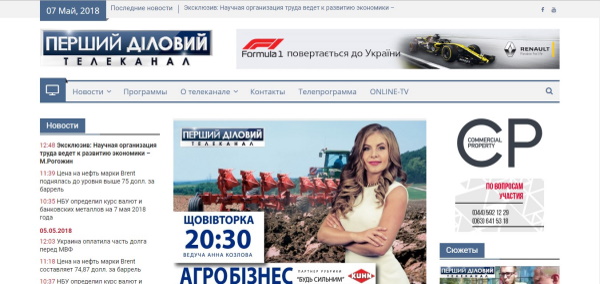 07 Май, 2018
Последние новости
Эксклюзив: Научная организация труда ведет к развитию экономики –
ПЕРШИЙ ДІЛОВИЙ
ТЕЛЕКАНАЛ
Formula 1 повертається до України
RENAULT
Новости
Программы
О телеканале
Контакты
Телепрограмма
ONLINE-TV
Новости
12:48 Эксклюзив: Научная организация
труда ведет к развитию экономики –
М.Рогожин
11:39 Цена на нефть марки Brent
поднялась до уровня выше 75 долл. за
баррель
10:35 НБУ определил курс валют и
банковских металлов на 7 мая 2018
года
05.05.2018
12:03 Украина оплатила часть долга
перед МВФ
11:18 Цена на нефть марки Brent
составляет 74,87 долл. за баррель
10:37 НБУ определил курс валют и
ПЕРШИЙ ДІЛОВИЙ
ТЕЛЕКАНАЛ
ЩОВІВТОРКА
20:30
ВЕДУЧА АННА КОЗЛОВА
АГРОБІЗНЕС
ПАРТНЕР РУБРИКИ
"БУДЬ СИЛЬНИМ"
KUHN
CP
COMMERCIAL
PROPERTY
ПО ВОПРОСАМ
УЧАСТИЯ
(044) 502 12 29
(063) 641 53 18
Сюжеты
ПЕРШИЙ ДІЛОВИЙ